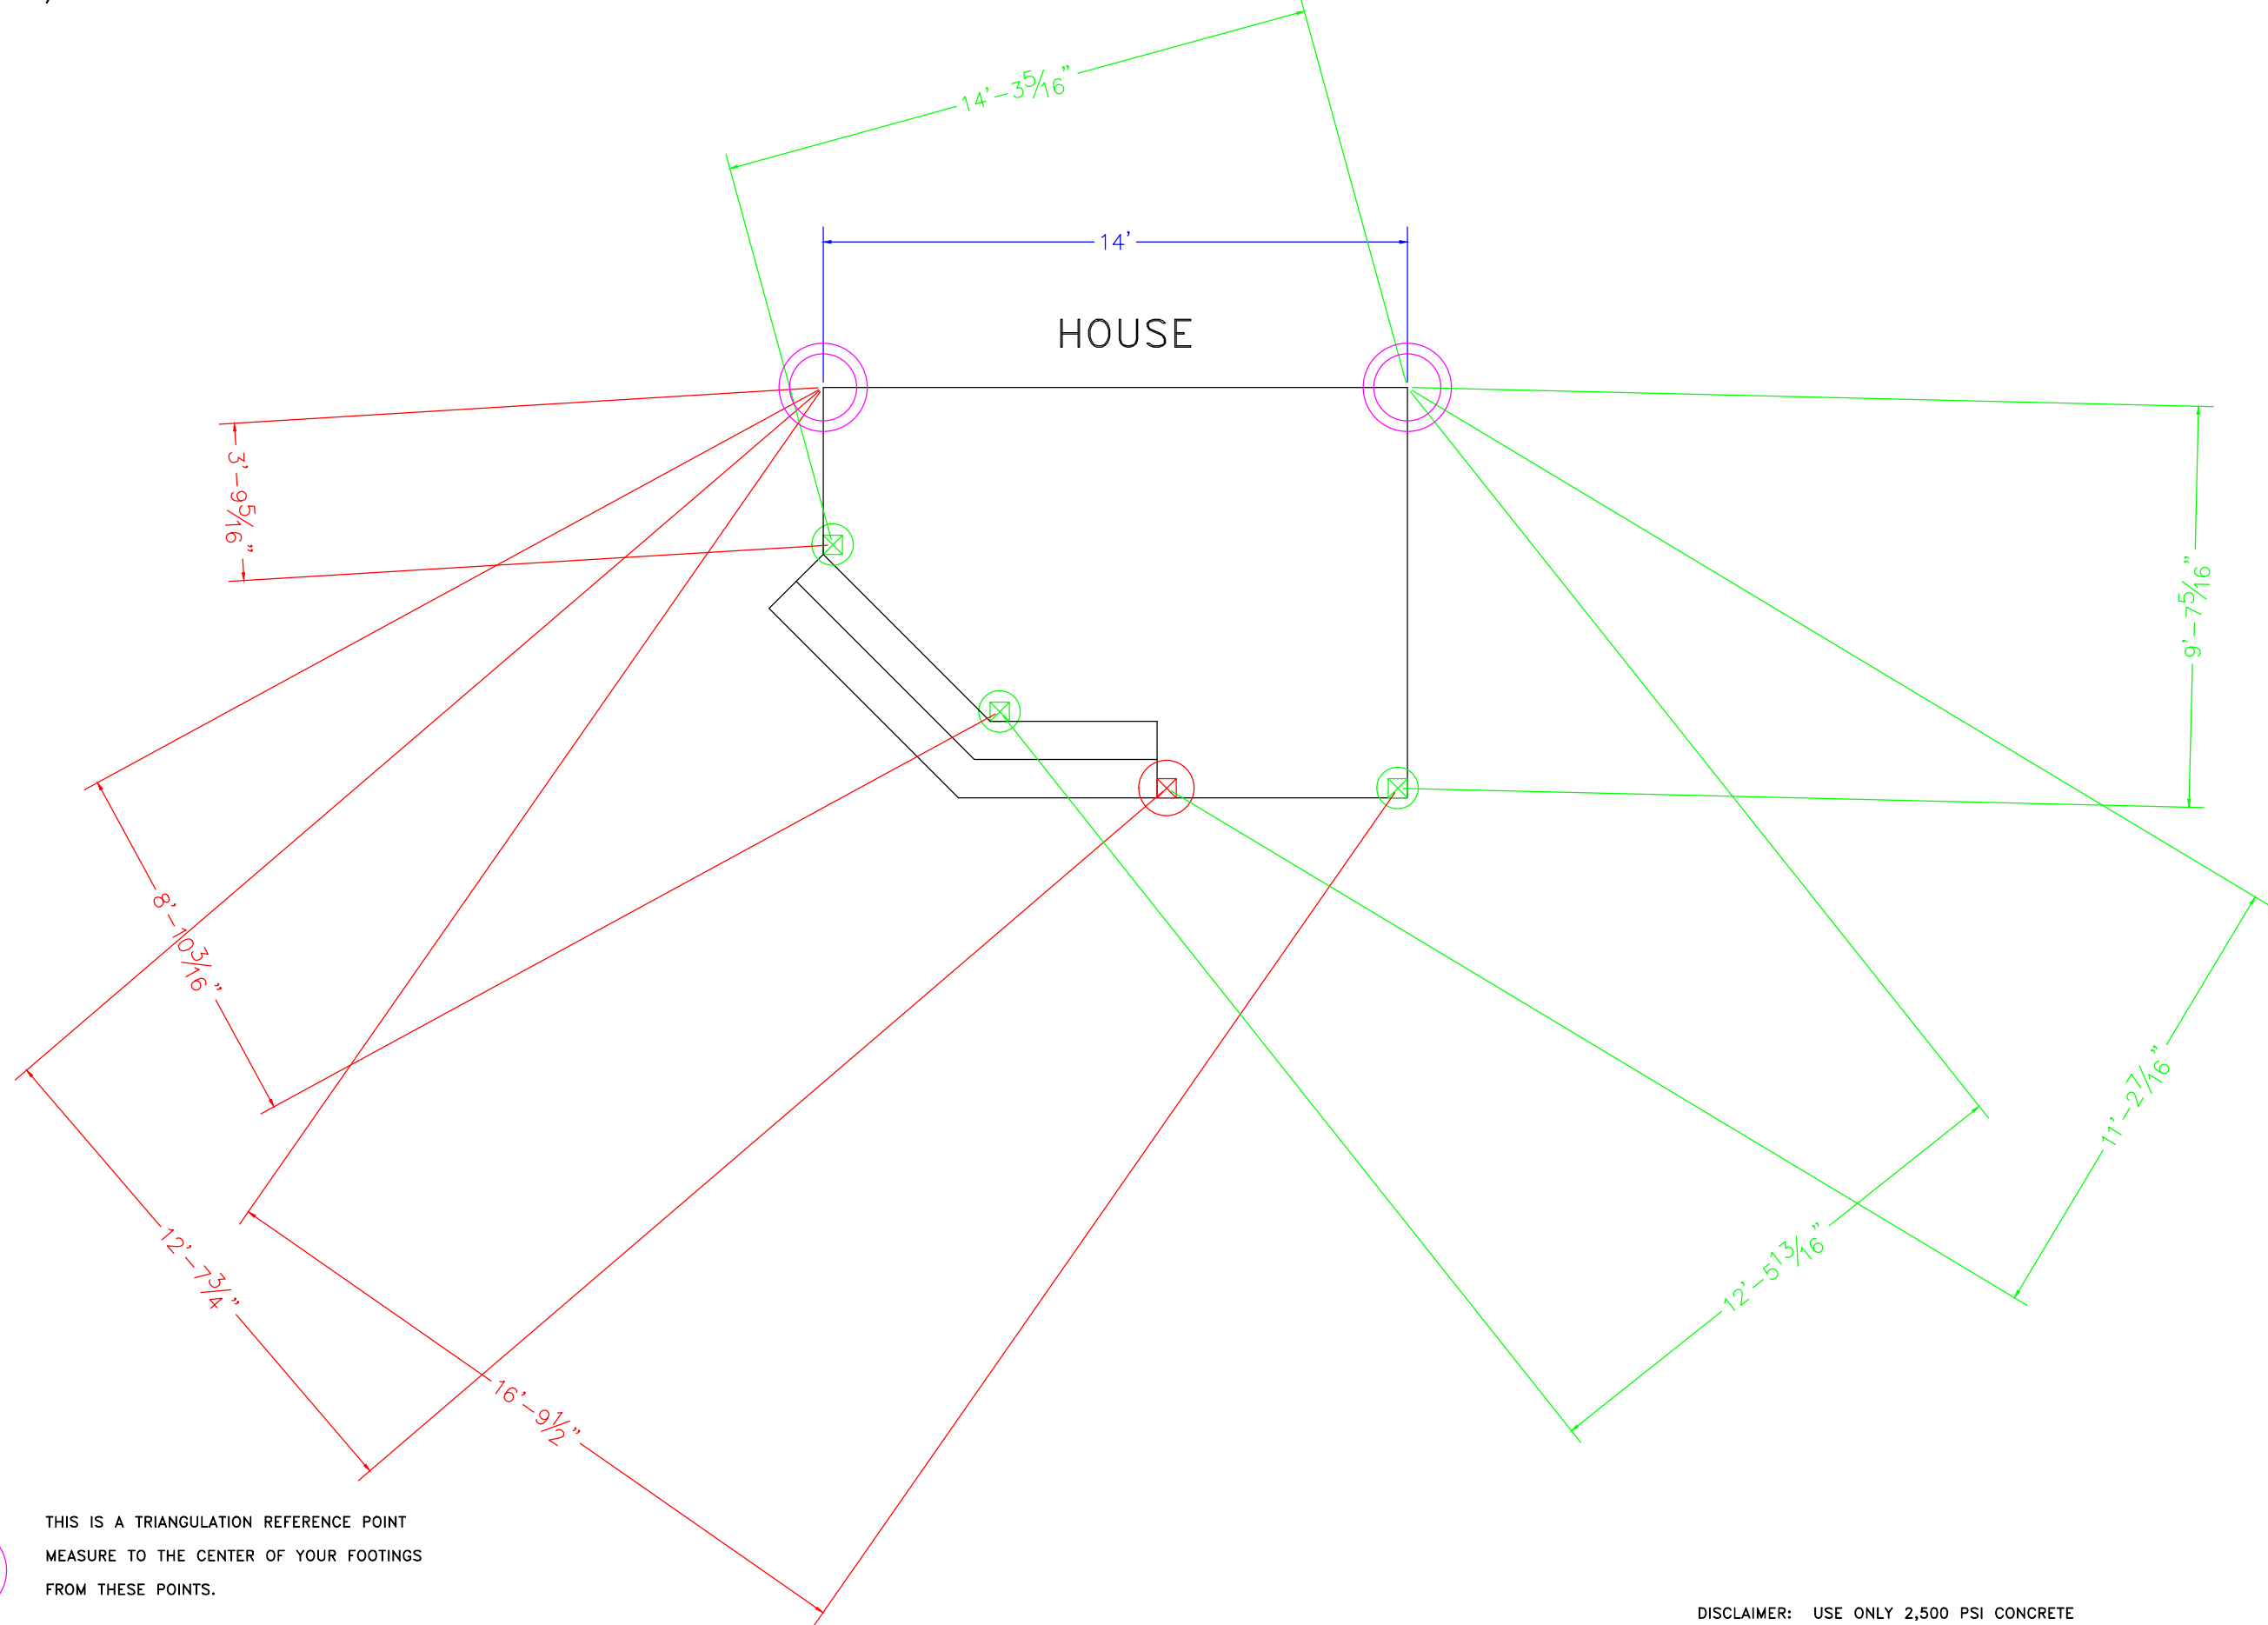 14'-3 5/16"
14'
HOUSE
3'-9 5/16"
9'-7 5/16"
8'-10 3/16"
11'-2 7/16"
12'-7 3/4"
12'-5 13/16"
16'-9 1/2"
THIS IS A TRIANGULATION REFERENCE POINT
MEASURE TO THE CENTER OF YOUR FOOTINGS
FROM THESE POINTS.
DISCLAIMER: USE ONLY 2,500 PSI CONCRETE